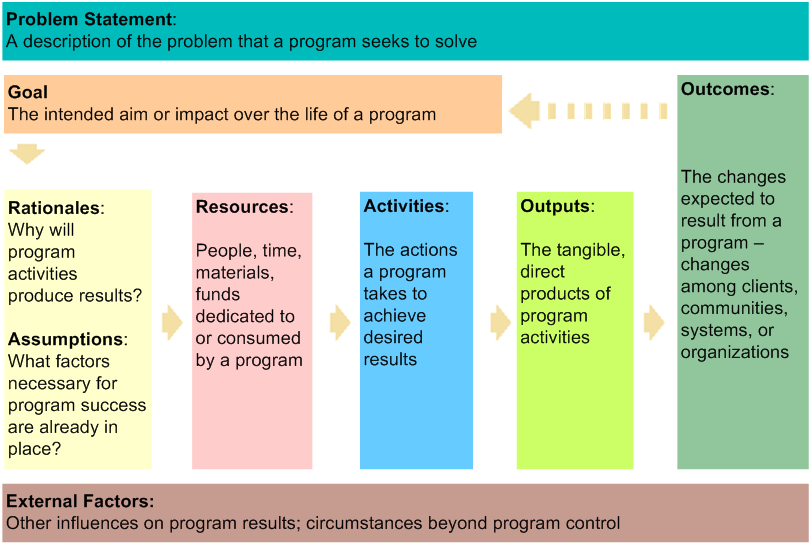 Problem Statement:
A description of the problem that a program seeks to solve
Goal
The intended aim or impact over the life of a program
Rationales:
Why will
program
activities
produce results?
Assumptions:
What factors
necessary for
program success
are already in
place?
Resources:
People, time,
materials,
funds
dedicated to
or consumed
by a program
Activities:
The actions
a program
takes to
achieve
desired
results
Outputs:
The tangible,
direct
products of
program
activities
Outcomes:
The changes
expected to
result from a
program –
changes
among clients,
communities,
systems, or
organizations
External Factors:
Other influences on program results; circumstances beyond program control